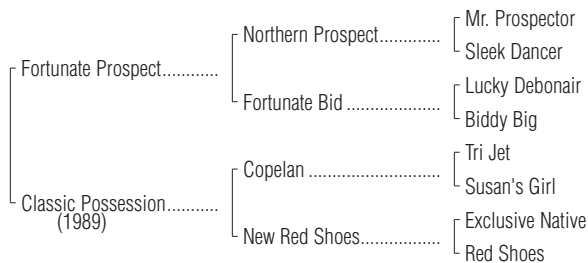 Mr. Prospector
Northern Prospect.............
Sleek Dancer
Fortunate Prospect............
Lucky Debonair
Fortunate Bid ....................
Biddy Big
Tri Jet
Copelan ............................
Susan's Girl
Classic Possession...........
(1989)
Exclusive Native
New Red Shoes.................
Red Shoes